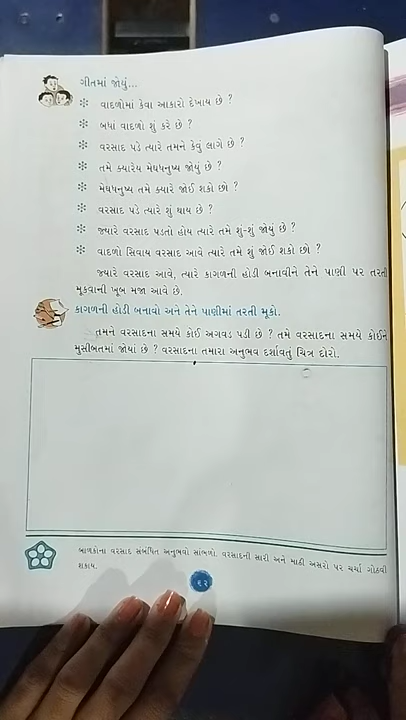 ગીતમાં જોયું...
❊ વાદળોમાં કેવા આકારો દેખાય છે ?
❊ બધાં વાદળો શું કરે છે ?
❊ વરસાદ પડે ત્યારે તમને કેવું લાગે છે ?
❊ તમે ક્યારેય મેઘધનુષ્ય જોયું છે ?
❊ મેઘધનુષ્ય તમે ક્યારે જોઈ શકો છો ?
❊ વરસાદ પડે ત્યારે શું થાય છે ?
❊ જ્યારે વરસાદ પડતો હોય ત્યારે તમે શું-શું જોયું છે ?
❊ વાદળો સિવાય વરસાદ આવે ત્યારે તમે શું જોઈ શકો છો ?
જ્યારે વરસાદ આવે, ત્યારે કાગળની હોડી બનાવીને તેને પાણી પર તરતી
મૂકવાની ખૂબ મજા આવે છે.
કાગળની હોડી બનાવો અને તેને પાણીમાં તરતી મૂકો.
તમને વરસાદના સમયે કોઈ અગવડ પડી છે ? તમે વરસાદના સમયે કોઈને
મુસીબતમાં જોયાં છે ? વરસાદના તમારા અનુભવ દર્શાવતું ચિત્ર દોરો.
બાળકોના વરસાદ સંબંધિત અનુભવો સાંભળો. વરસાદની સારી અને માઠી અસરો પર ચર્ચા ગોઠવી
શકાય.
૬૨